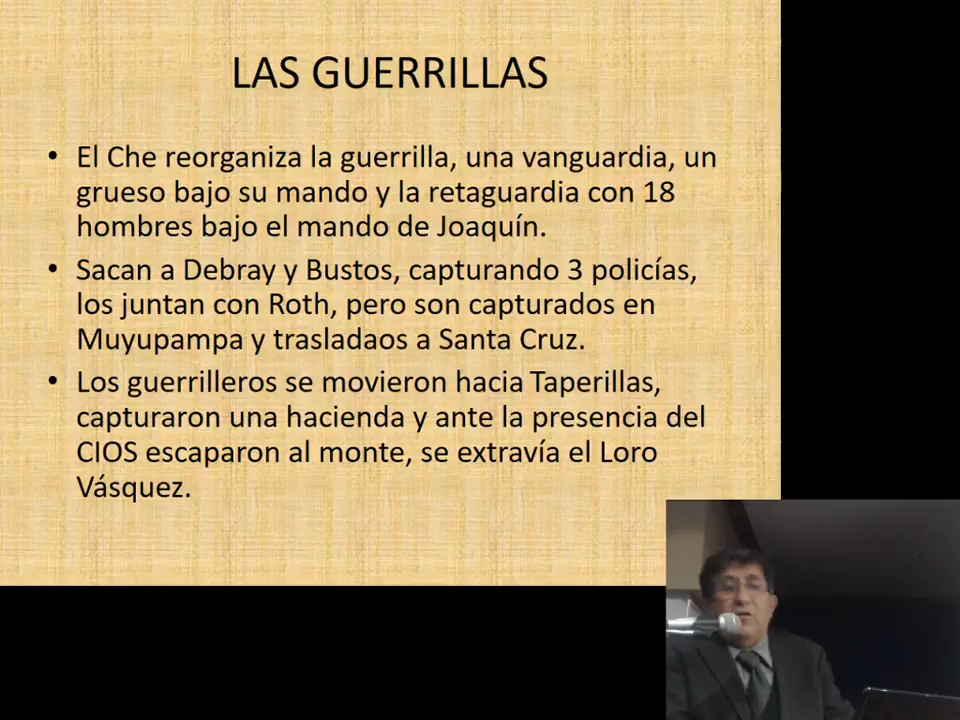 LAS GUERRILLAS
• El Che reorganiza la guerrilla, una vanguardia, un
grueso bajo su mando y la retaguardia con 18
hombres bajo el mando de Joaquín.
• Sacan a Debray y Bustos, capturando 3 policías,
los juntan con Roth, pero son capturados en
Muyupampa y trasladaos a Santa Cruz.
• Los guerrilleros se movieron hacia Taperillas,
capturaron una hacienda y ante la presencia del
CIOS escaparon al monte, se extravía el Loro
Vásquez.